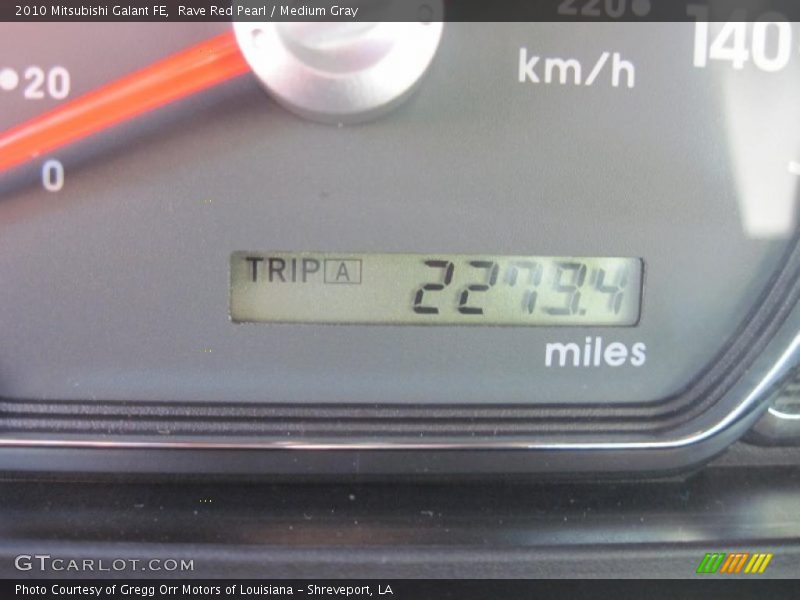 2010 Mitsubishi Galant FE,  Rave Red Pearl / Medium Gray
220
140
km/h
20
0
TRIP A 2279.4
miles
GTCARLOT.COM
Photo Courtesy of Gregg Orr Motors of Louisiana - Shreveport, LA